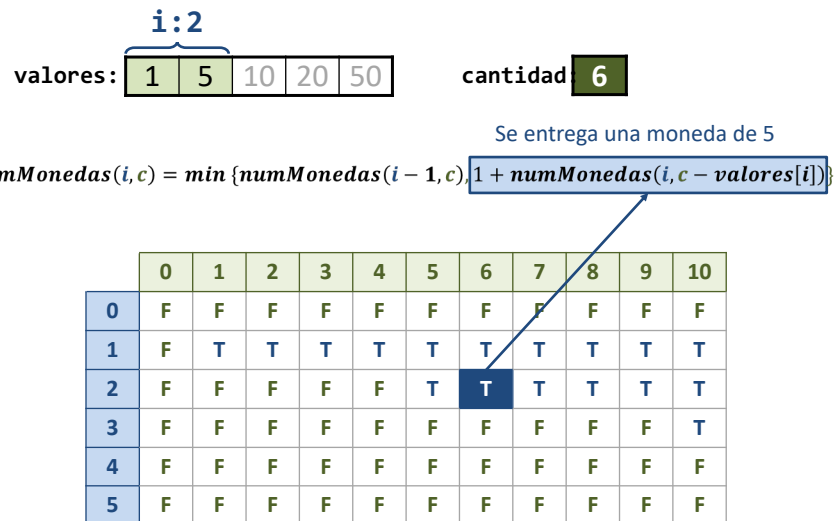 i:2
valores: 1 5 10 20 50 cantidad: 6
Se entrega una moneda de 5
mMonedas(i, c) = min {numMonedas(i − 1, c), 1 + numMonedas(i, c − valores[i])}
0 1 2 3 4 5 6 7 8 9 10
0 F F F F F F F F F F F
1 F T T T T T T T T T T
2 F F F F F T T T T T T
3 F F F F F F F F F F T
4 F F F F F F F F F F F
5 F F F F F F F F F F F